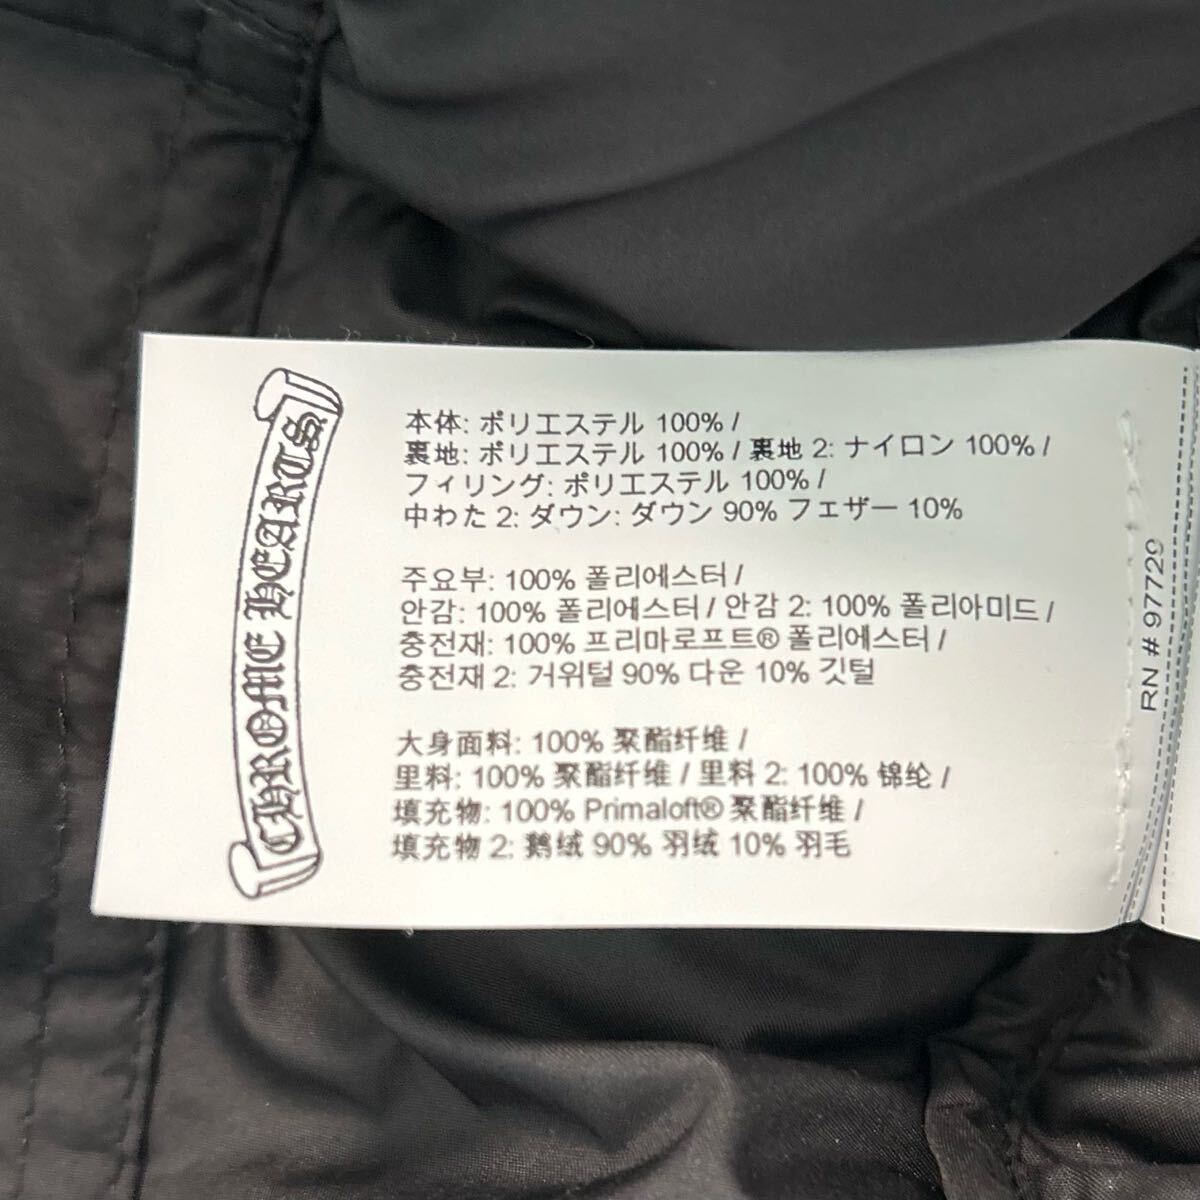 CHROME HEARTS
本体: ポリエステル 100% /
裏地: ポリエステル 100% / 裏地 2: ナイロン 100% /
フィリング: ポリエステル 100% /
中わた 2: ダウン: ダウン 90% フェザー 10%
주요부: 100% 폴리에스터 /
안감: 100% 폴리에스터 / 안감 2: 100% 폴리아미드 /
충전재: 100% 프리마로프트® 폴리에스터 /
충전재 2: 거위털 90% 다운 10% 깃털
大身面料: 100% 聚酯纤维 /
里料: 100% 聚酯纤维 / 里料 2: 100% 锦纶 /
填充物: 100% Primaloft® 聚酯纤维 /
填充物 2: 鹅绒 90% 羽绒 10% 羽毛
RN # 97729